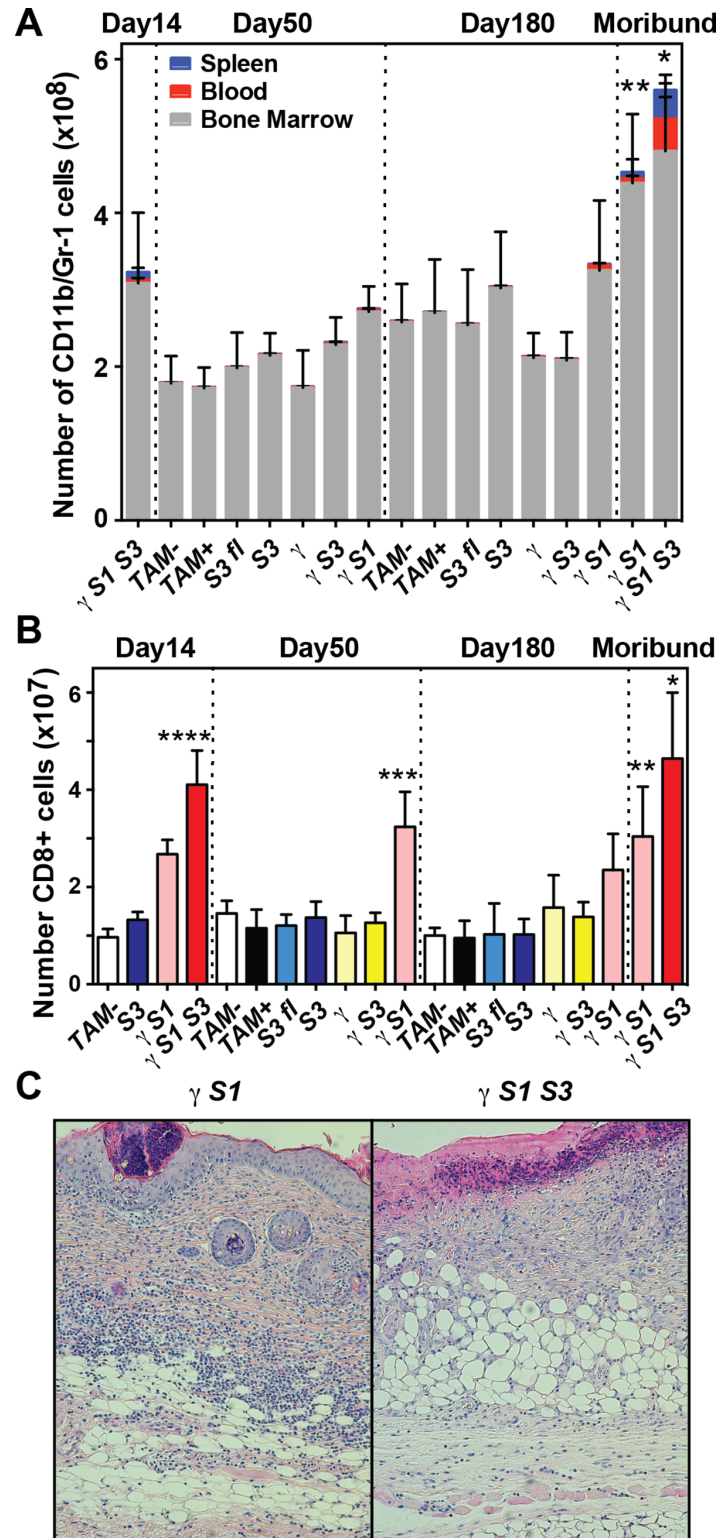 A
Day14 Day50 Day180 Moribund
Number of CD11b/Gr-1 cells (x10⁸)
6
4
2
0
Spleen
Blood
Bone Marrow
** *
γ S1 S3 TAM- TAM+ S3 fl S3 γ γ S3 γ S1 TAM- TAM+ S3 fl S3 γ γ S3 γ S1 γ S1 γ S1 S3
B
Day14 Day50 Day180 Moribund
Number CD8+ cells (x10⁷)
6
4
2
0
**** *** ** *
TAM- S3 γ S1 γ S1 S3 TAM- TAM+ S3 fl S3 γ γ S3 γ S1 TAM- TAM+ S3 fl S3 γ γ S3 γ S1 γ S1 γ S1 S3
C
γ S1 γ S1 S3